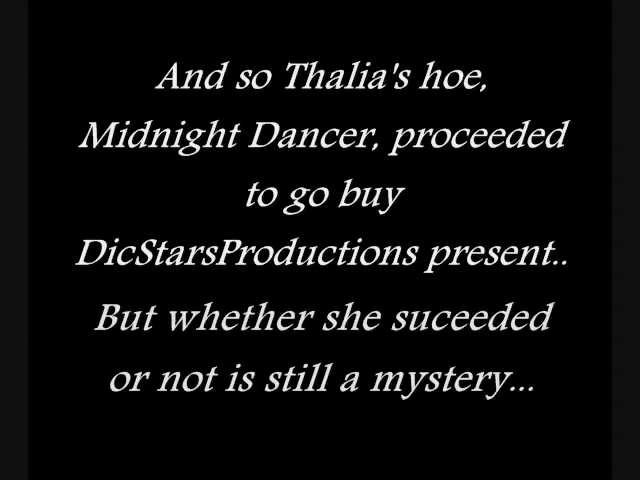 And so Thalia's hoe,
Midnight Dancer, proceeded
to go buy
DicStarsProductions present..
But whether she suceeded
or not is still a mystery...